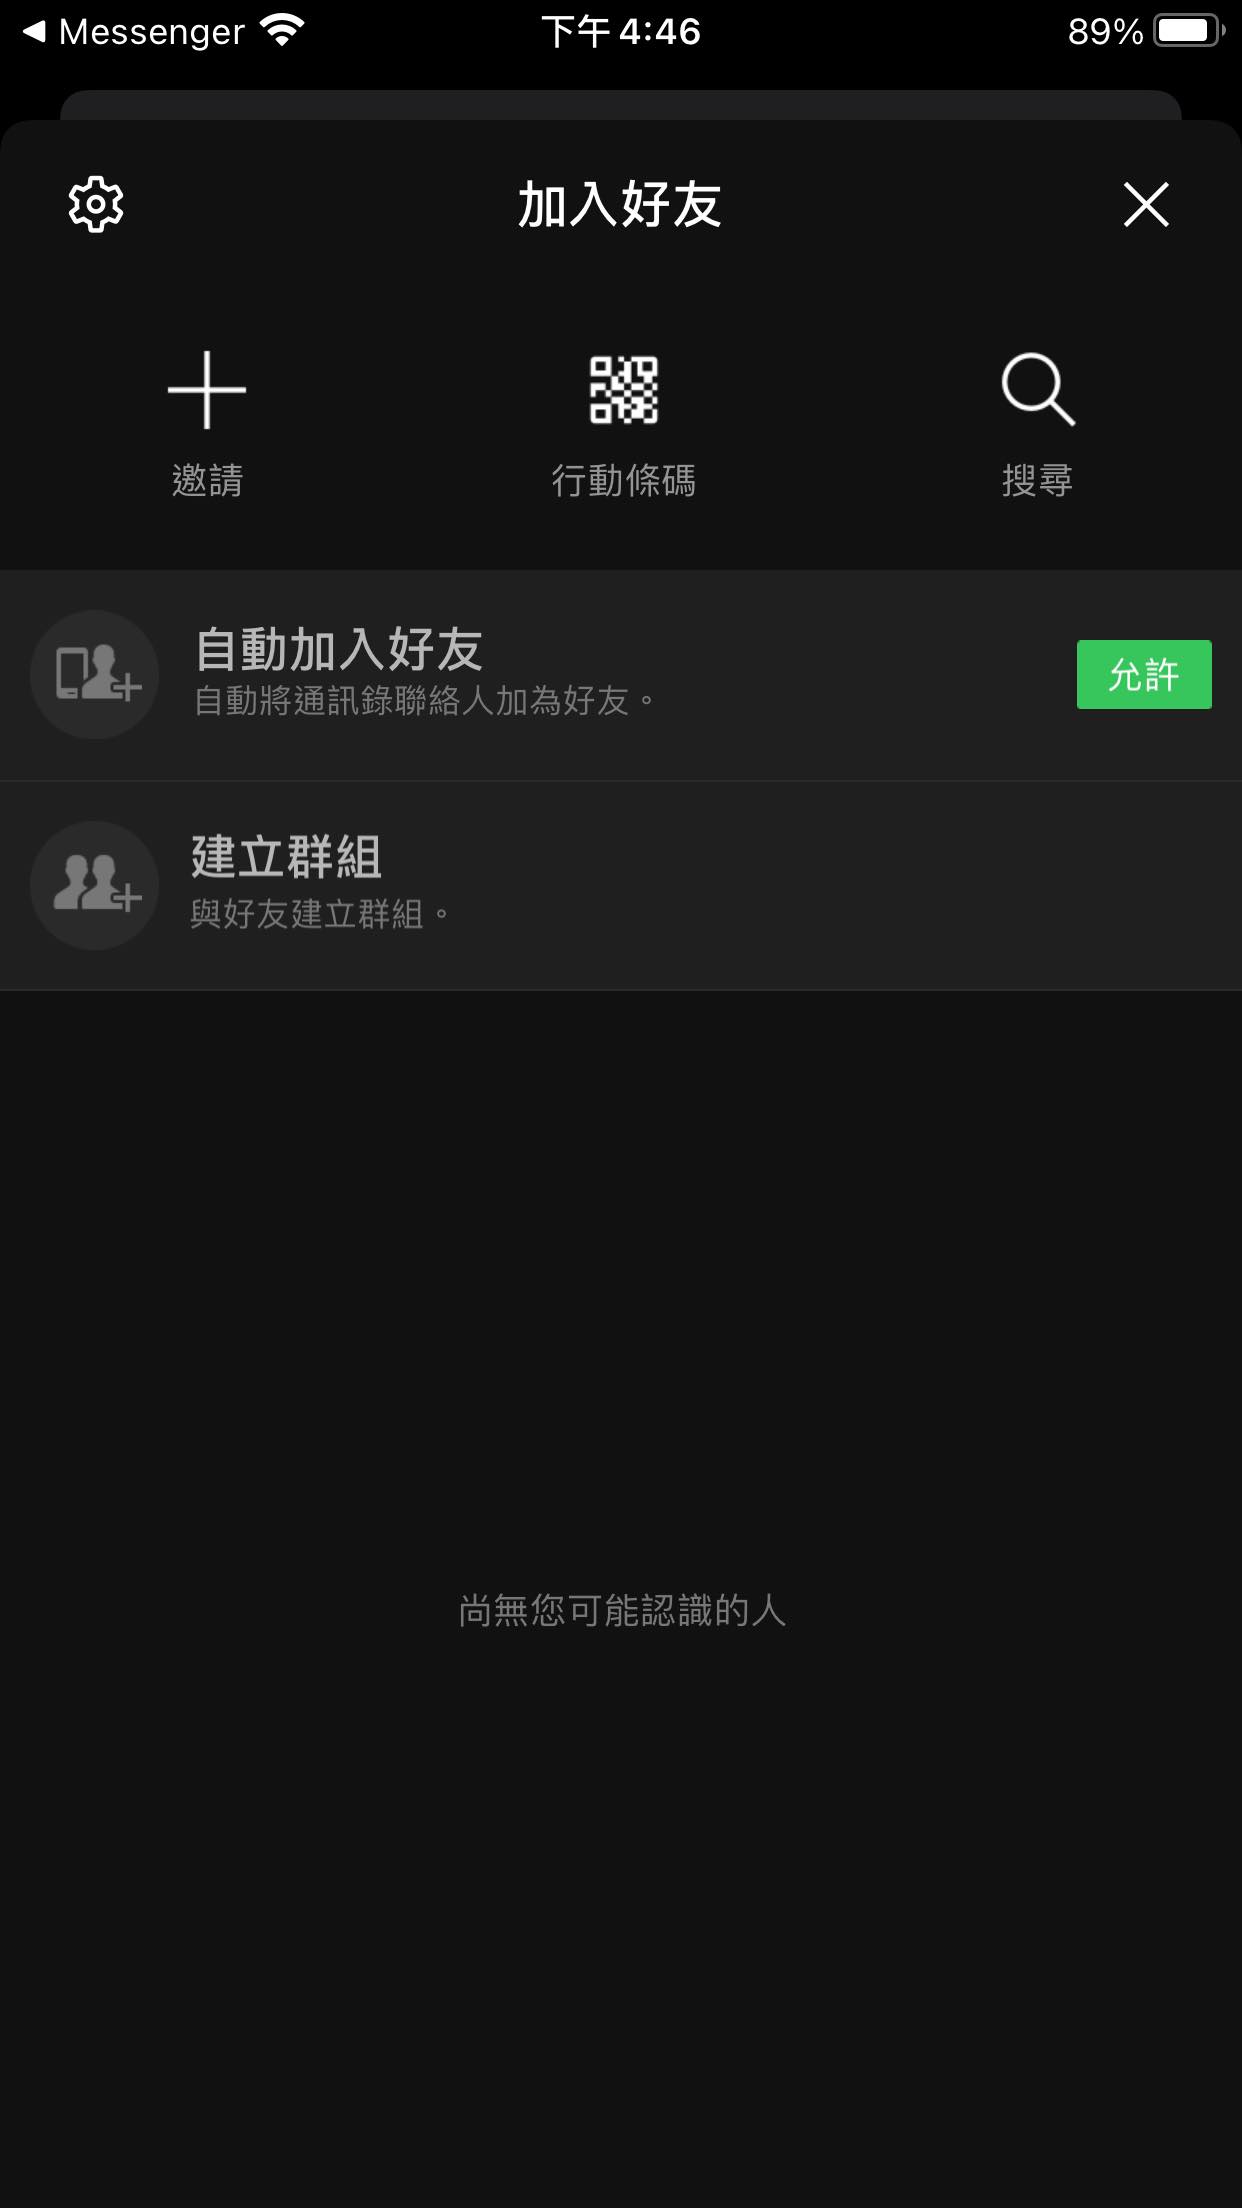 Messenger
下午 4:46
89%
加入好友
邀請
行動條碼
搜尋
自動加入好友
自動將通訊錄聯絡人加為好友。
允許
建立群組
與好友建立群組。
尚無您可能認識的人